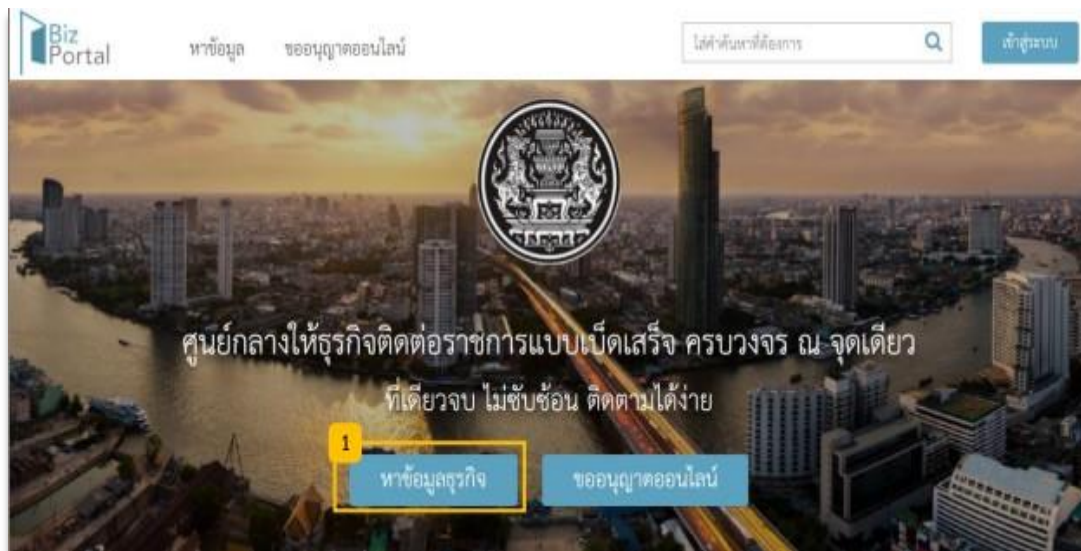 Biz
Portal
หาข้อมูล
ขออนุญาตออนไลน์
ใส่คำค้นหาที่ต้องการ
เข้าสู่ระบบ
ศูนย์กลางให้ธุรกิจติดต่อราชการแบบเบ็ดเสร็จ ครบวงจร ณ จุดเดียว
ที่เดียวจบ ไม่ซับซ้อน ติดตามได้ง่าย
1
หาข้อมูลธุรกิจ
ขออนุญาตออนไลน์